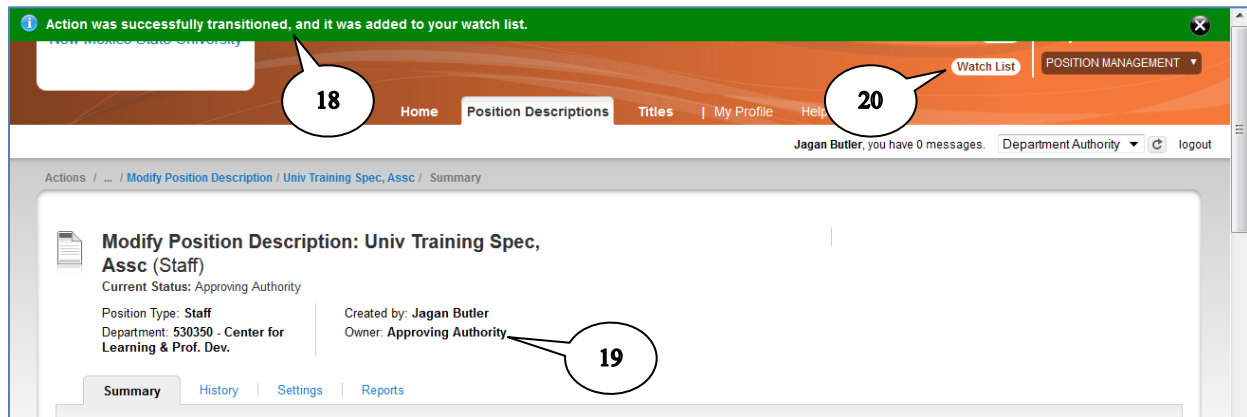 Action was successfully transitioned, and it was added to your watch list.
New Mexico State University
Watch List
POSITION MANAGEMENT
18
20
Home Position Descriptions Titles | My Profile Help
Jagan Butler, you have 0 messages. Department Authority logout
Actions / ... / Modify Position Description / Univ Training Spec, Assc / Summary
Modify Position Description: Univ Training Spec,
Assc (Staff)
Current Status: Approving Authority
Position Type: Staff Created by: Jagan Butler
Department: 530350 - Center for Owner: Approving Authority
Learning & Prof. Dev.
19
Summary History Settings Reports